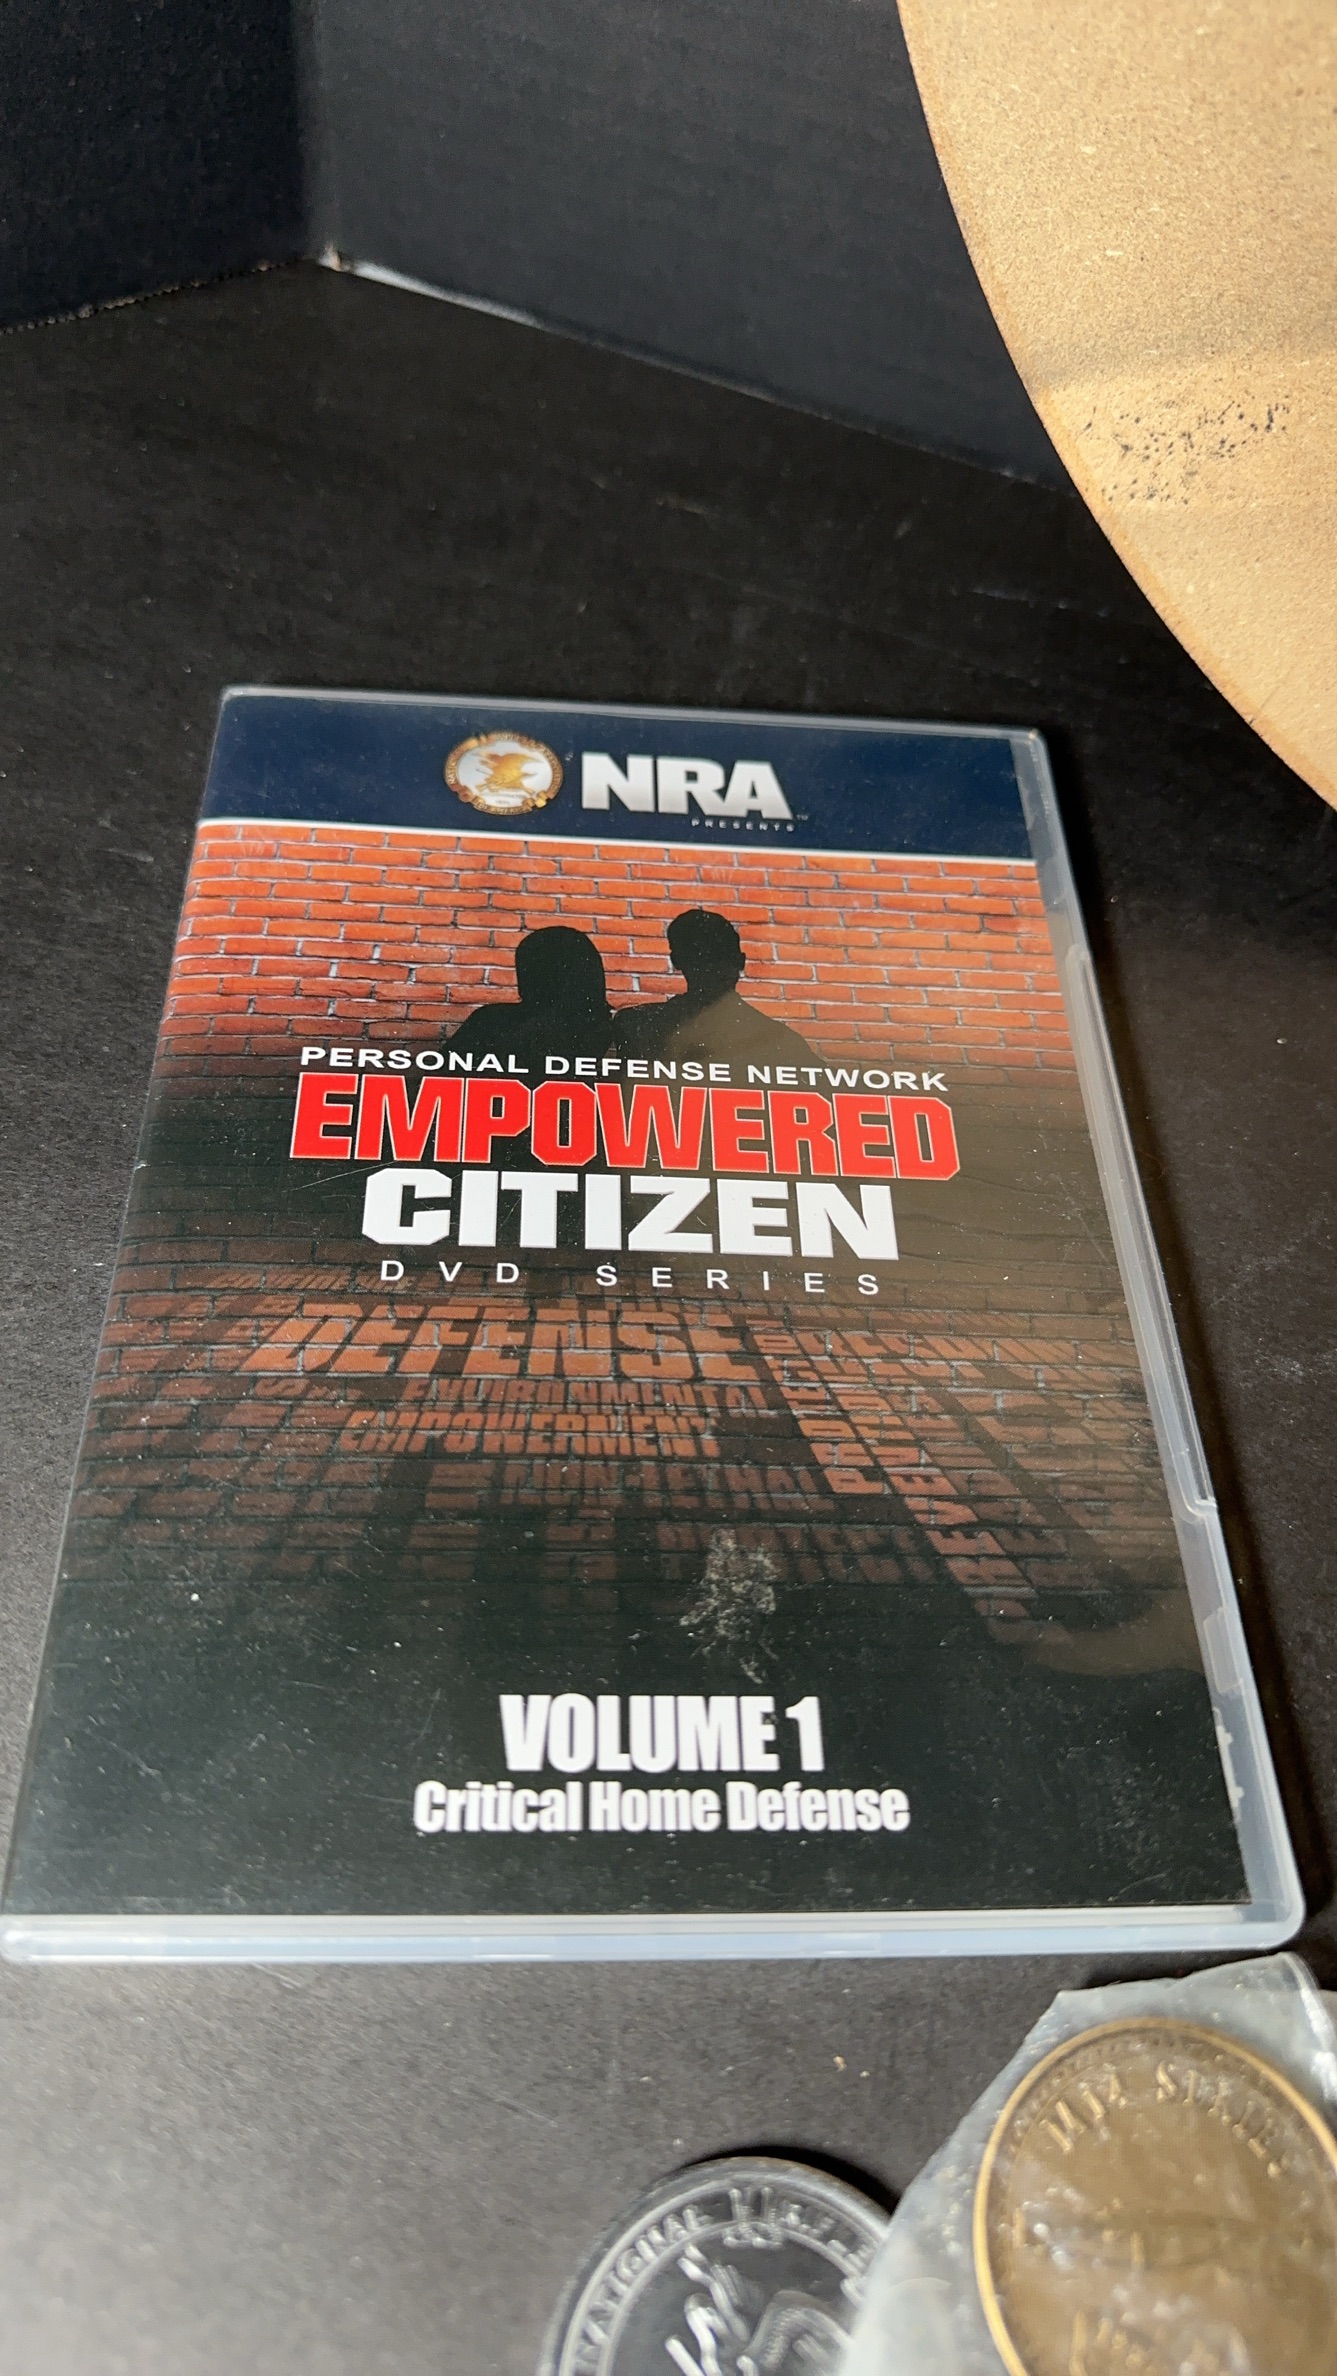 NRA
PRESENTS
PERSONAL DEFENSE NETWORK
EMPOWERED
CITIZEN
DVD SERIES
DEFENSE
ENVIRONMENTAL
EMPOWERMENT
NON-LETHAL
VOLUME 1
Critical Home Defense
NATIONAL